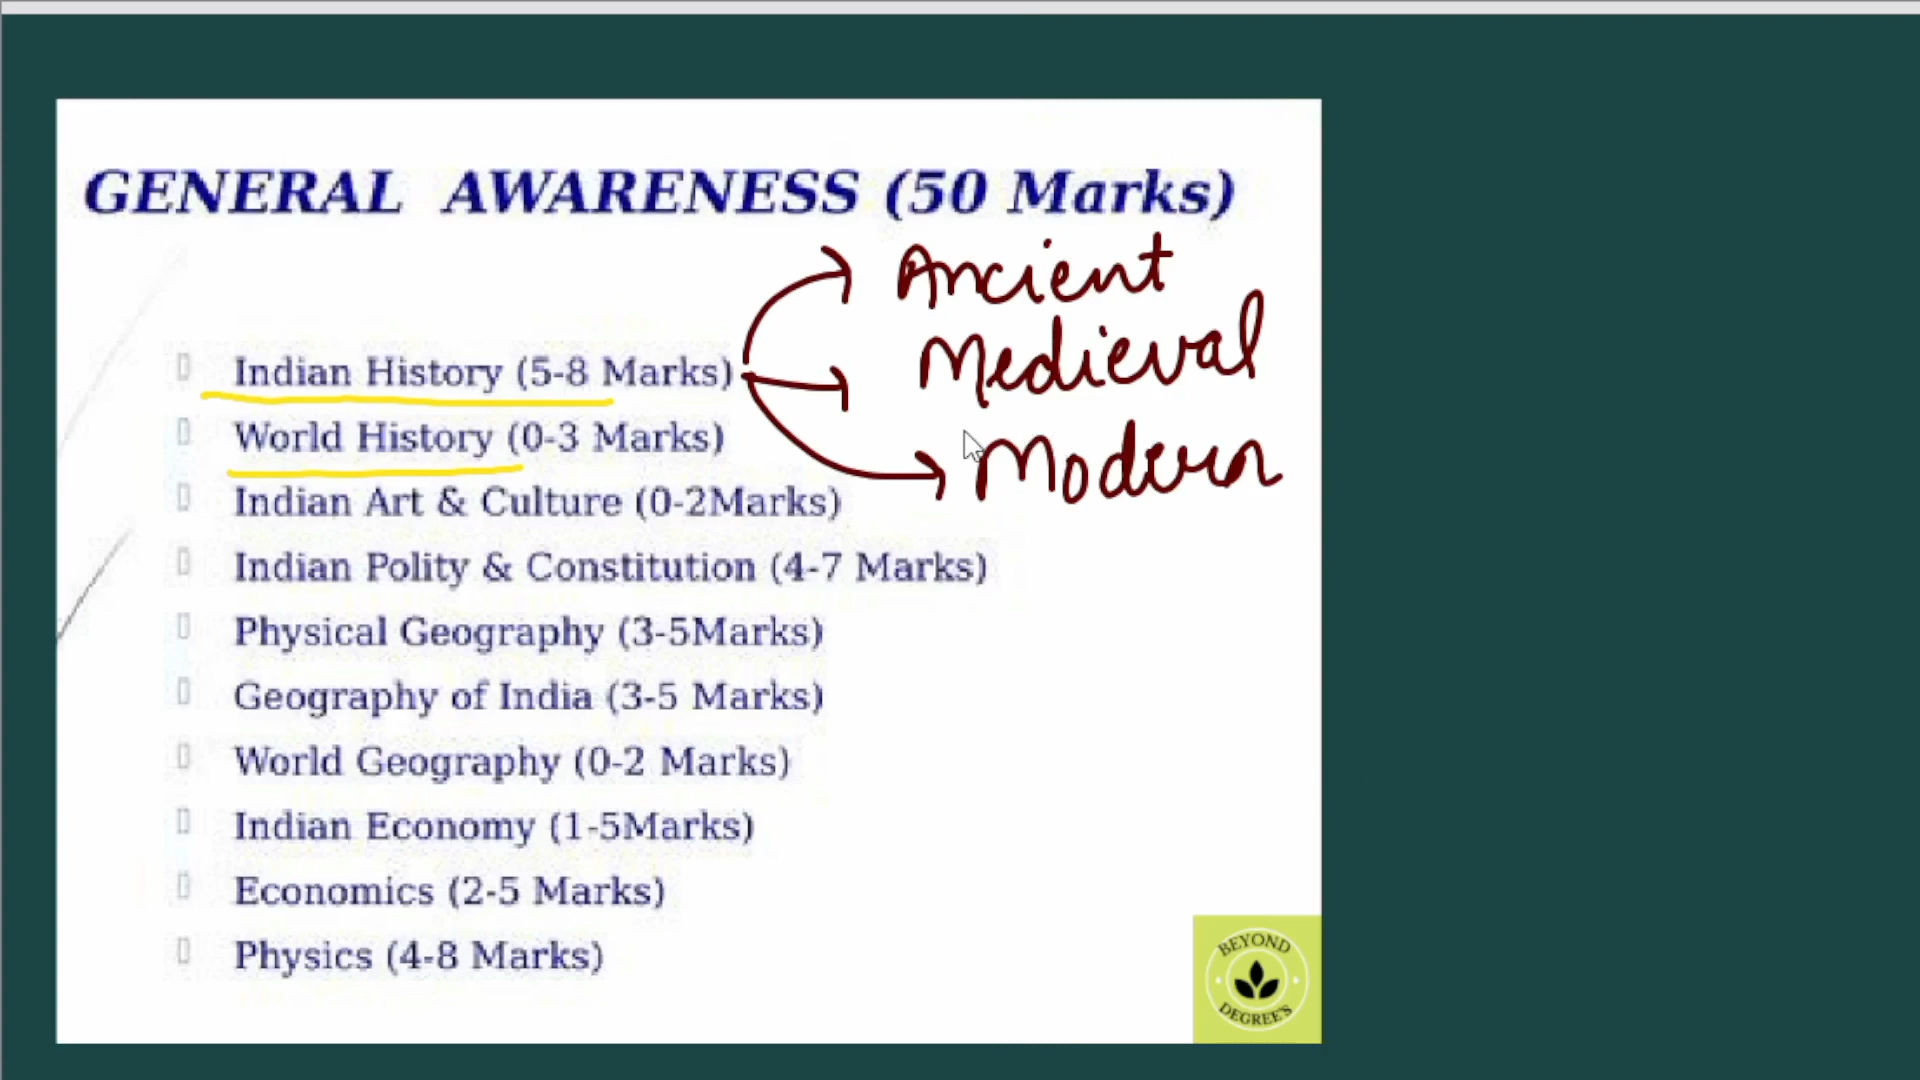 GENERAL AWARENESS (50 Marks)
Ancient
Medieval
Modern
Indian History (5-8 Marks)
World History (0-3 Marks)
Indian Art & Culture (0-2Marks)
Indian Polity & Constitution (4-7 Marks)
Physical Geography (3-5Marks)
Geography of India (3-5 Marks)
World Geography (0-2 Marks)
Indian Economy (1-5Marks)
Economics (2-5 Marks)
Physics (4-8 Marks)
BEYOND
DEGREE'S